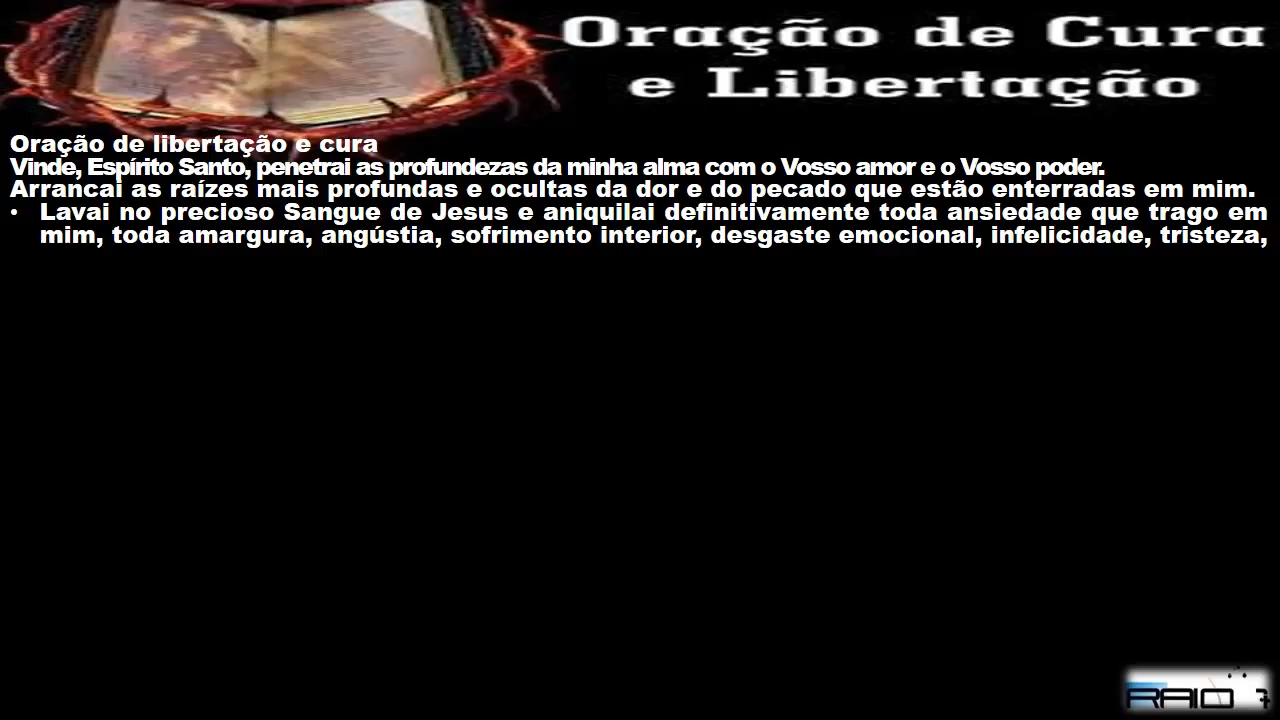 Oração de Cura
e Libertação
Oração de libertação e cura
Vinde, Espírito Santo, penetrai as profundezas da minha alma com o Vosso amor e o Vosso poder.
Arrancai as raízes mais profundas e ocultas da dor e do pecado que estão enterradas em mim.
• Lavai no precioso Sangue de Jesus e aniquilai definitivamente toda ansiedade que trago em
mim, toda amargura, angústia, sofrimento interior, desgaste emocional, infelicidade, tristeza,
RAIO